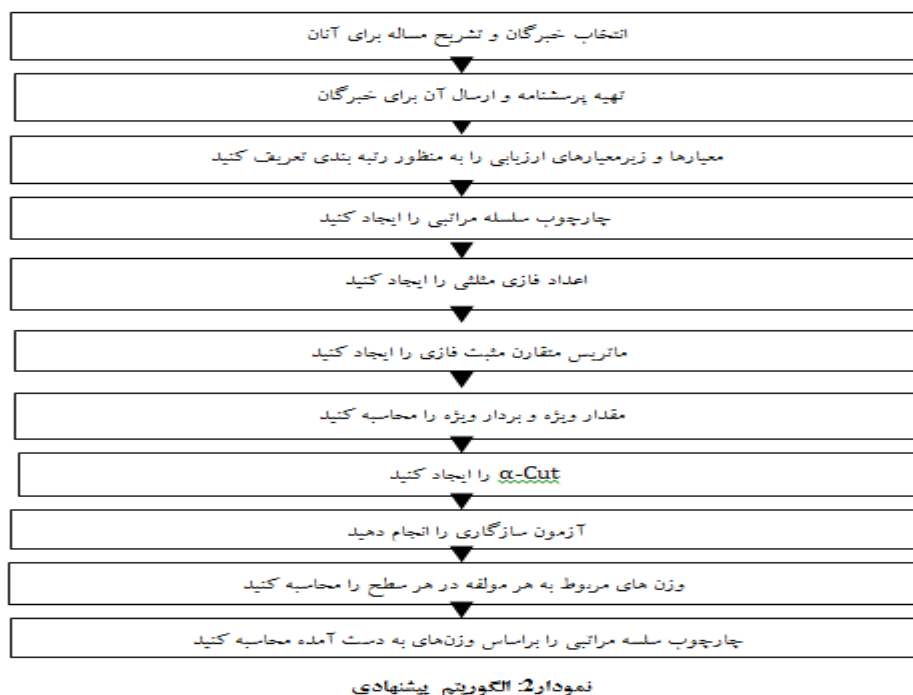 انتخاب خبرگان و تشریح مساله برای آنان
تهیه پرسشنامه و ارسال آن برای خبرگان
معیارها و زیرمعیارهای ارزیابی را به منظور رتبه بندی تعریف کنید
چارچوب سلسله مراتبی را ایجاد کنید
اعداد فازی مثلثی را ایجاد کنید
ماتریس متقارن مثبت فازی را ایجاد کنید
مقدار ویژه و بردار ویژه را محاسبه کنید
α-Cut را ایجاد کنید
آزمون سازگاری را انجام دهید
وزن های مربوط به هر مولقه در هر سطح را محاسبه کنید
چارچوب سلسه مراتبی را براساس وزن‌های به دست آمده محاسبه کنید
نمودار2: الگوریتم پیشنهادی